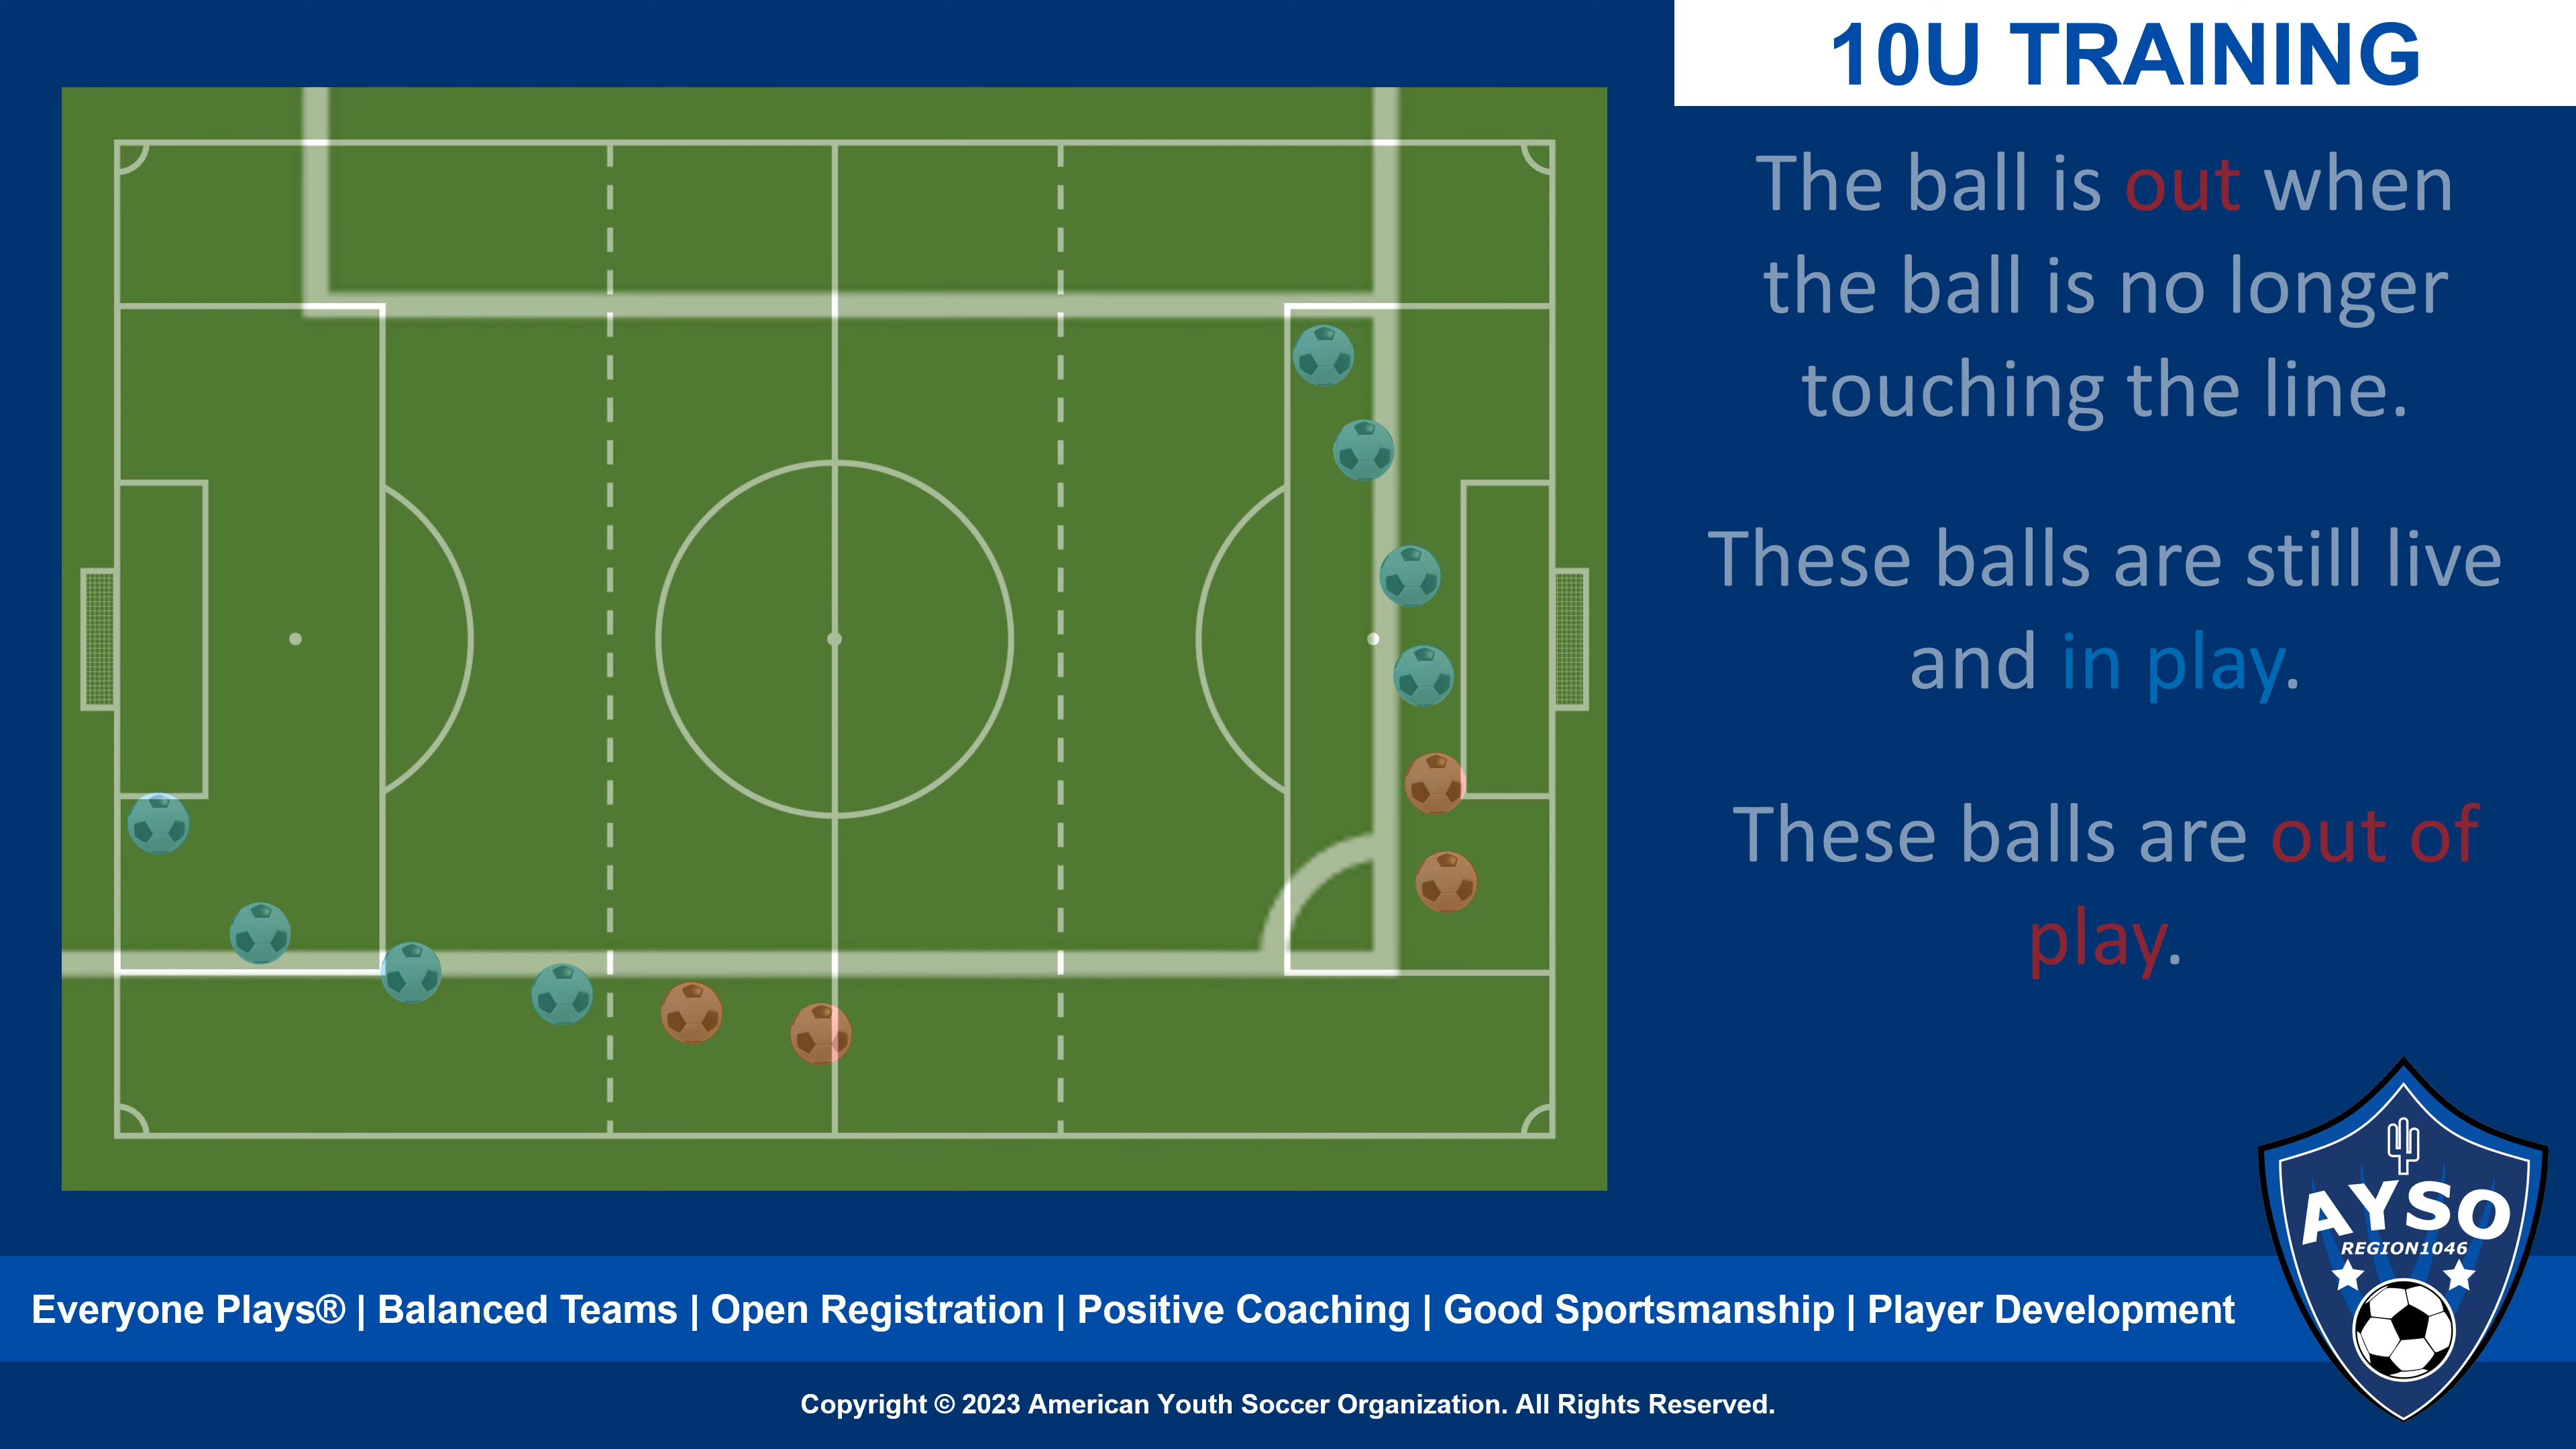 10U TRAINING
The ball is out when
the ball is no longer
touching the line.
These balls are still live
and in play.
These balls are out of
play.
AYSO
REGION1046
Everyone Plays® | Balanced Teams | Open Registration | Positive Coaching | Good Sportsmanship | Player Development
Copyright © 2023 American Youth Soccer Organization. All Rights Reserved.